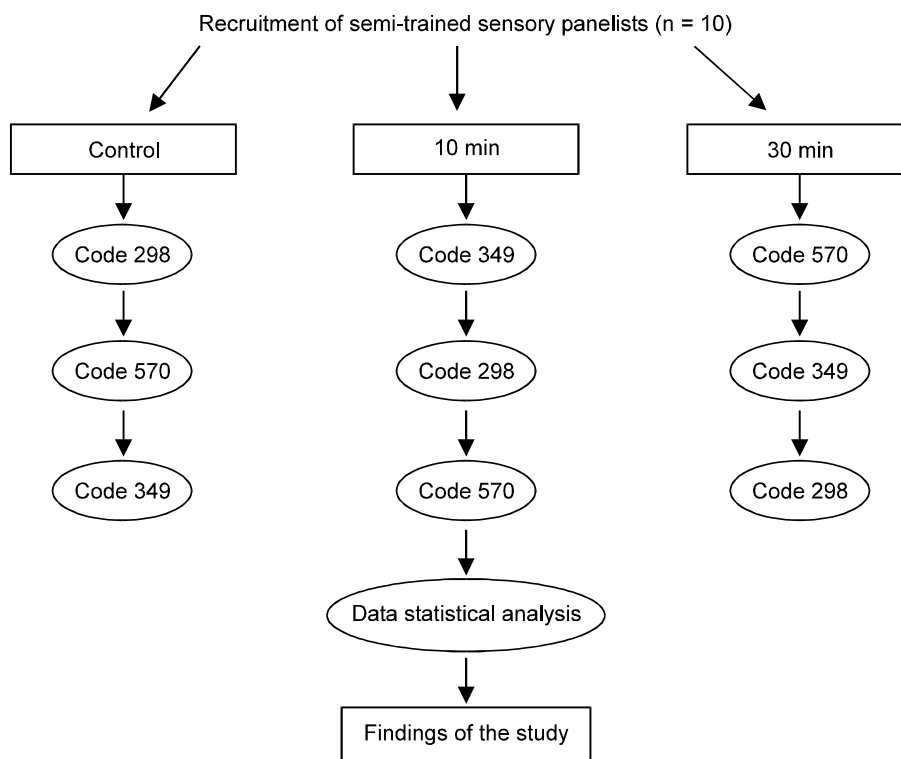 Recruitment of semi-trained sensory panelists (n = 10)
Control
10 min
30 min
Code 298
Code 349
Code 570
Code 570
Code 298
Code 349
Code 349
Code 570
Code 298
Data statistical analysis
Findings of the study